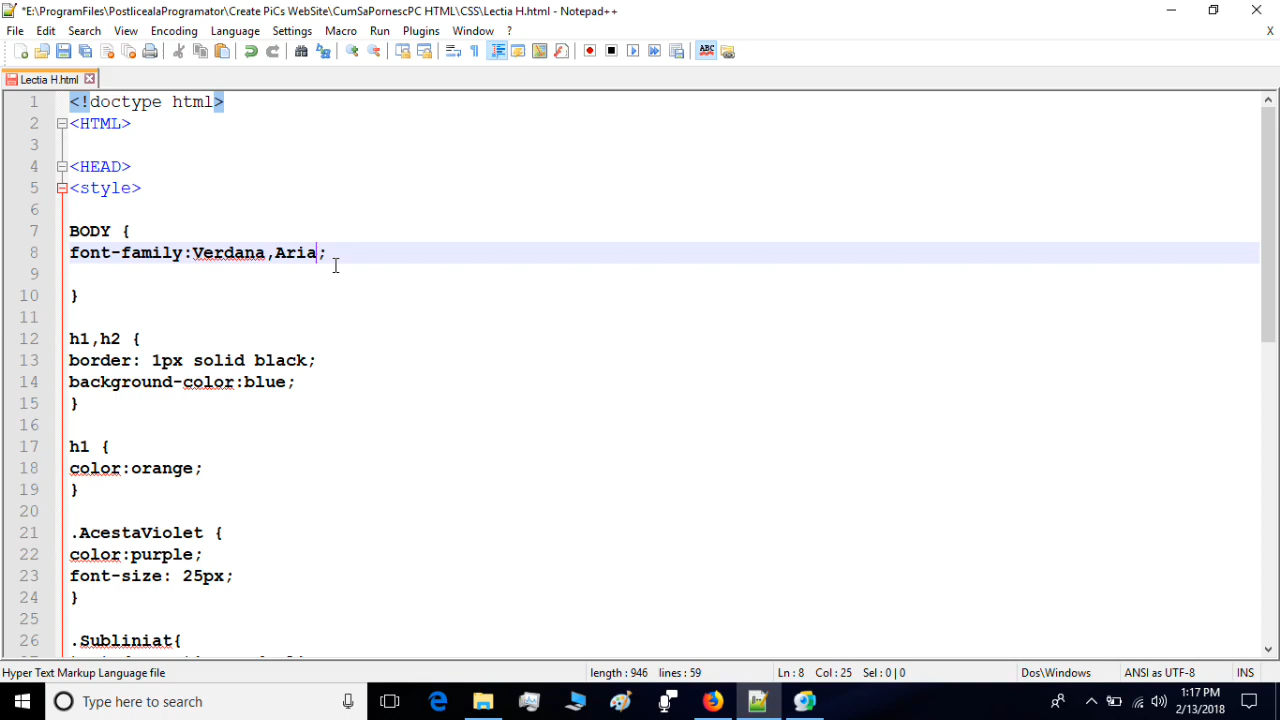 *E:\ProgramFiles\PostlicealaProgramator\Create PiCs WebSite\CumSaPornescPC HTML\CSS\Lectia H.html - Notepad++
File Edit Search View Encoding Language Settings Macro Run Plugins Window ? X
ABC
Lectia H.html
1 <!doctype html>
2 <HTML>
3
4 <HEAD>
5 <style>
6
7 BODY {
8 font-family:Verdana,Aria;
9
10 }
11
12 h1,h2 {
13 border: 1px solid black;
14 background-color:blue;
15 }
16
17 h1 {
18 color:orange;
19 }
20
21 .AcestaViolet {
22 color:purple;
23 font-size: 25px;
24 }
25
26 .Subliniat{
Hyper Text Markup Language file length : 946 lines : 59 Ln : 8 Col : 25 Sel : 0 | 0 Dos\Windows ANSI as UTF-8 INS
Type here to search
1:17 PM
2/13/2018